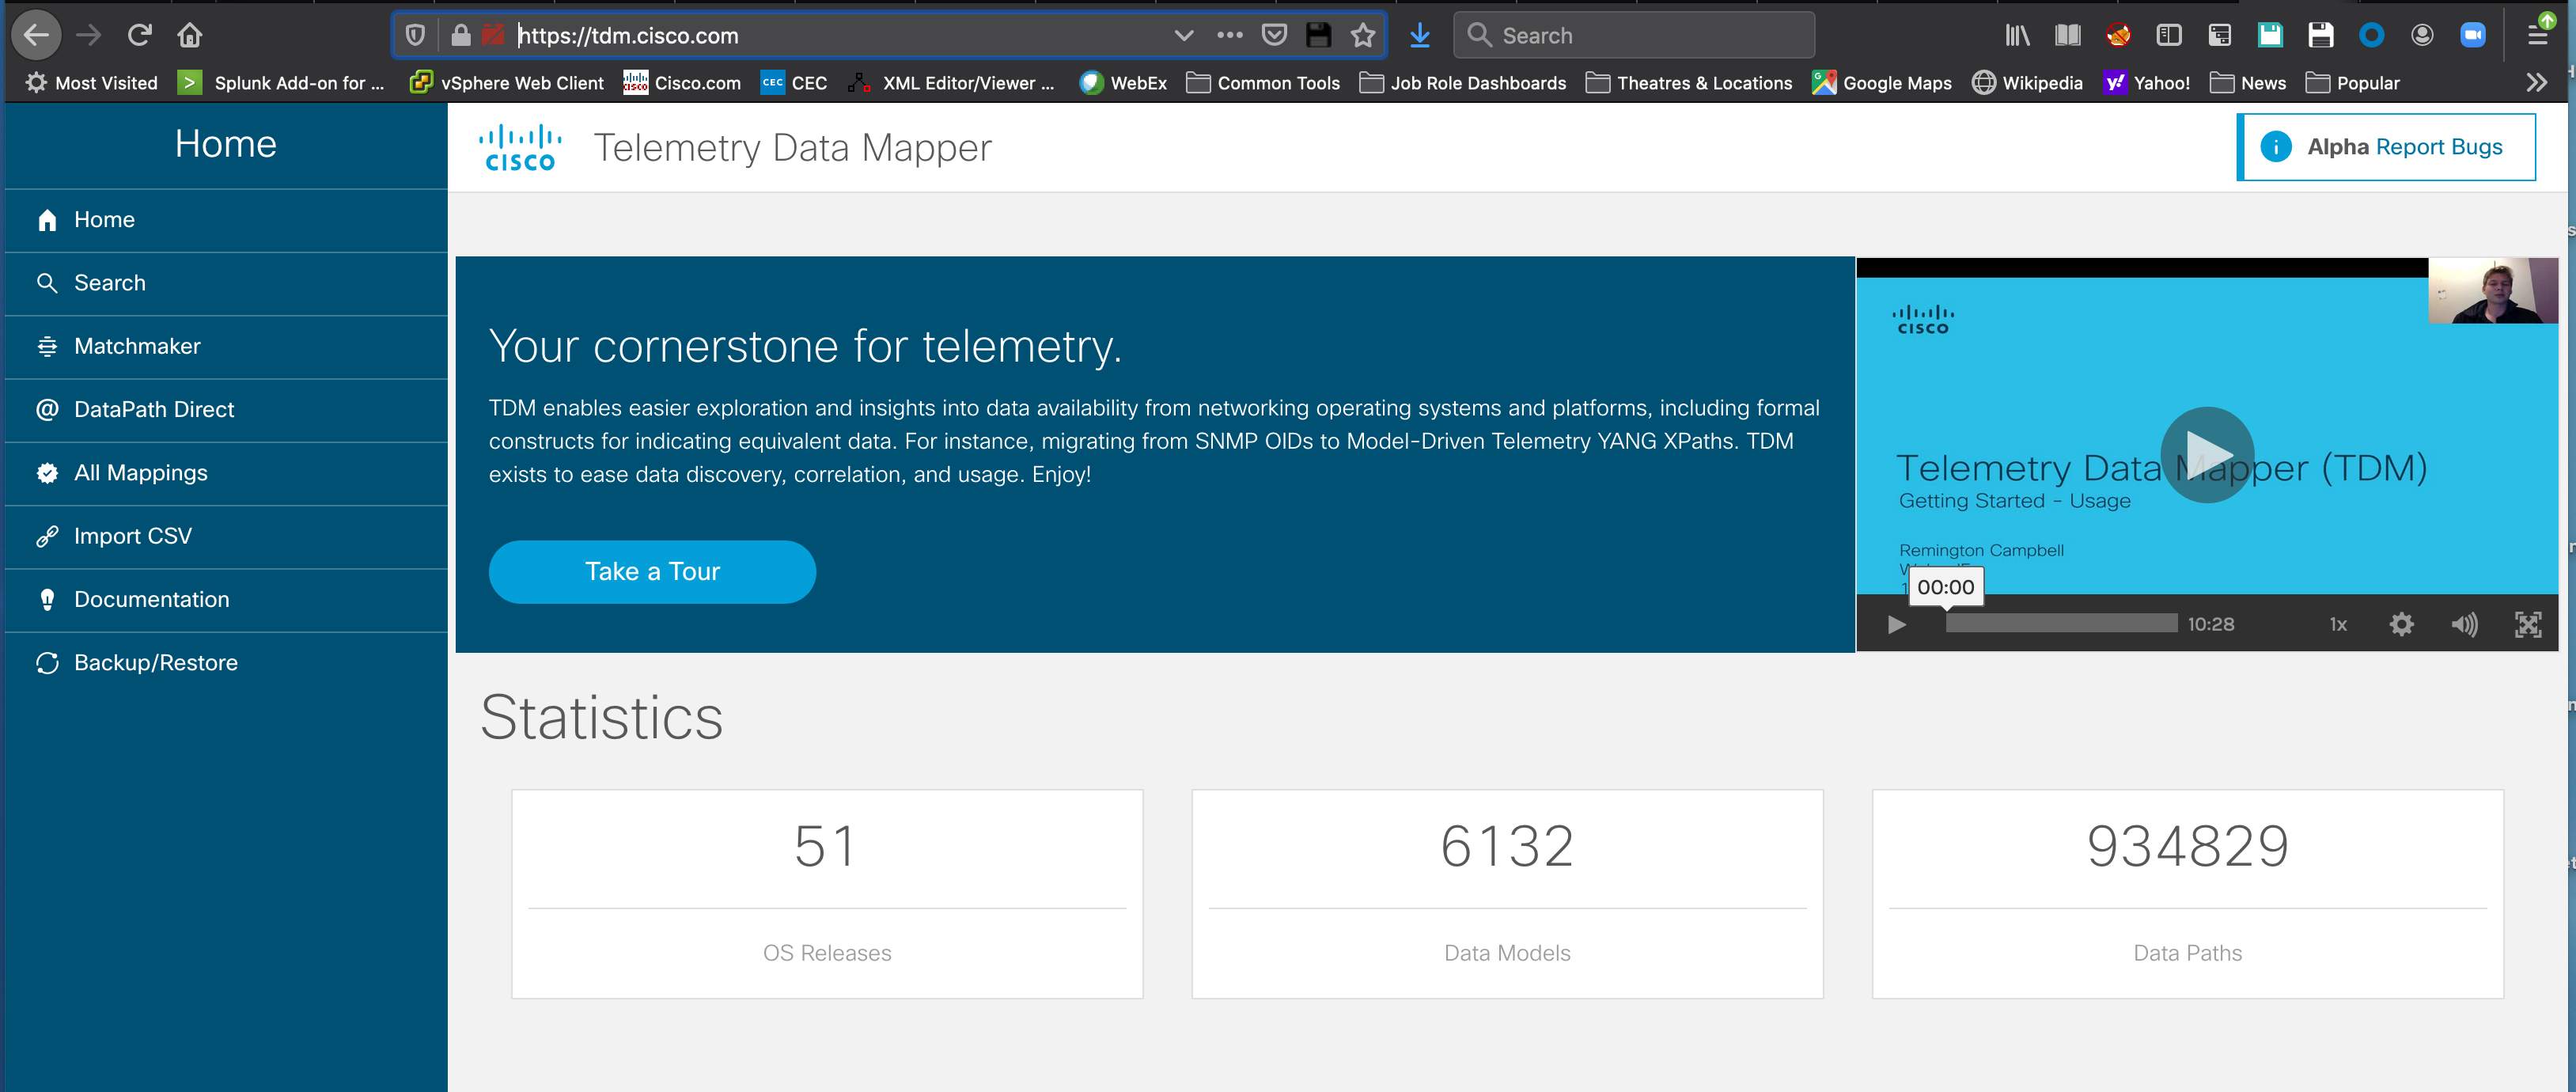 https://tdm.cisco.com
Search
Most Visited
Splunk Add-on for ...
vSphere Web Client
Cisco.com
CEC CEC
XML Editor/Viewer ...
WebEx
Common Tools
Job Role Dashboards
Theatres & Locations
Google Maps
Wikipedia
Yahoo!
News
Popular
Home
Home
Search
Matchmaker
DataPath Direct
All Mappings
Import CSV
Documentation
Backup/Restore
CISCO
Telemetry Data Mapper
Alpha Report Bugs
Your cornerstone for telemetry.
TDM enables easier exploration and insights into data availability from networking operating systems and platforms, including formal
constructs for indicating equivalent data. For instance, migrating from SNMP OIDs to Model-Driven Telemetry YANG XPaths. TDM
exists to ease data discovery, correlation, and usage. Enjoy!
Take a Tour
CISCO
Telemetry Data Mapper (TDM)
Getting Started - Usage
Remington Campbell
00:00
10:28
1x
Statistics
51
OS Releases
6132
Data Models
934829
Data Paths